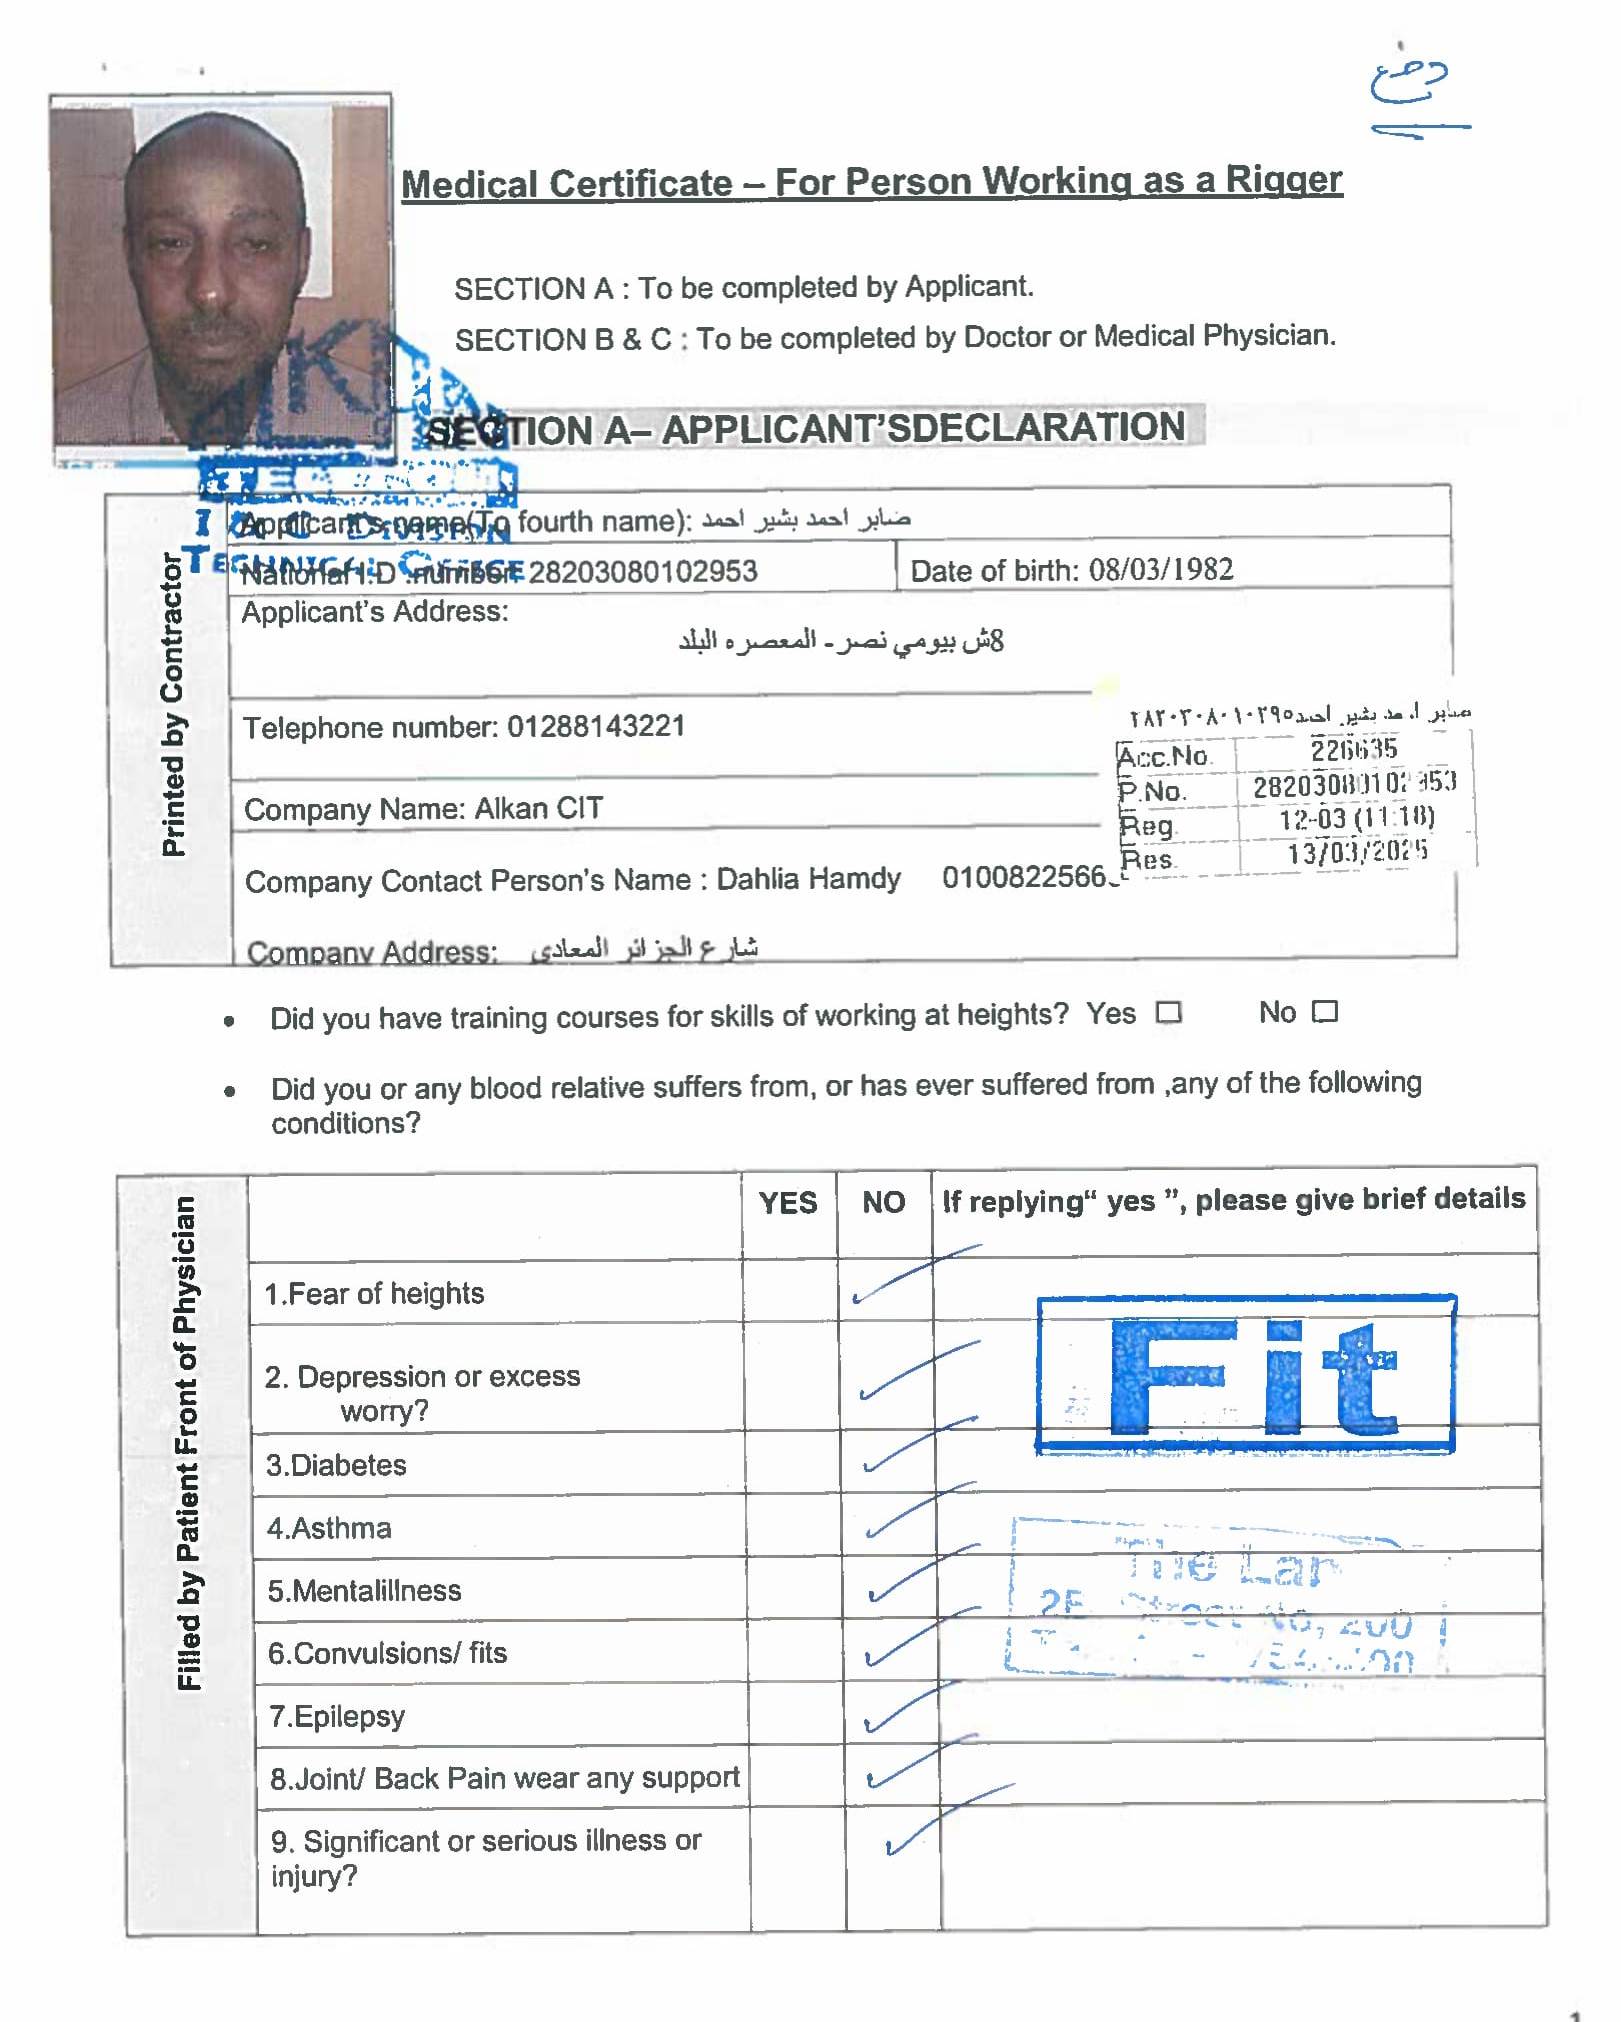 Medical Certificate – For Person Working as a Rigger
SECTION A : To be completed by Applicant.
SECTION B & C : To be completed by Doctor or Medical Physician.
SECTION A– APPLICANT'SDECLARATION
Printed by Contractor
Applicant's name(To fourth name): صابر احمد بشير احمد
National I.D .number: 28203080102953
Date of birth: 08/03/1982
Applicant's Address:
8ش بيومي نصر - المعصره البلد
Telephone number: 01288143221
Company Name: Alkan CIT
Company Contact Person's Name : Dahlia Hamdy 0100822566
Company Address: شارع الجزائر المعادى
صابر احمد بشير احمد
Acc.No. 226635
P.No.
Reg. 12-03 (11:18)
Res. 13/03/2025
• Did you have training courses for skills of working at heights? Yes ☐ No ☐
• Did you or any blood relative suffers from, or has ever suffered from ,any of the following
conditions?
Filled by Patient Front of Physician
YES NO If replying“ yes ”, please give brief details
1.Fear of heights ✓
2. Depression or excess
worry? ✓
3.Diabetes ✓
4.Asthma ✓
5.Mentalillness ✓
6.Convulsions/ fits ✓
7.Epilepsy ✓
8.Joint/ Back Pain wear any support ✓
9. Significant or serious illness or
injury? ✓
Fit
The Lab
1